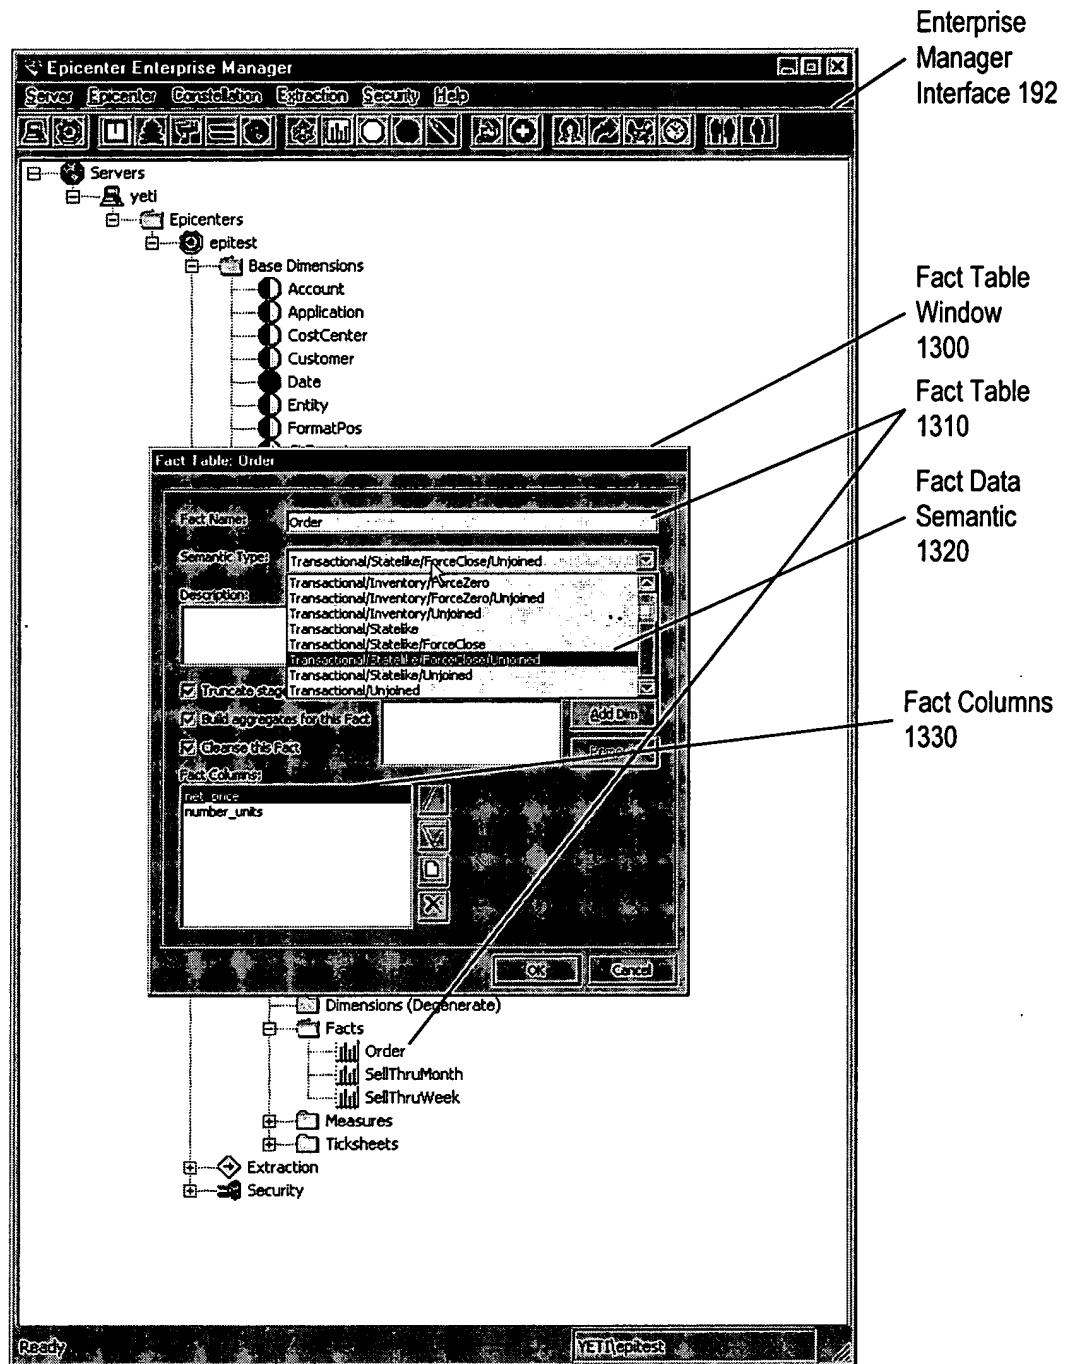 Enterprise
Manager
Interface 192
Epicenter Enterprise Manager
Server Epicenter Constellation Extraction Security Help
Servers
yeti
Epicenters
epitest
Base Dimensions
Account
Application
CostCenter
Customer
Date
Entity
FormatPos
Fact Table
Window
1300
Fact Table
1310
Fact Data
Semantic
1320
Fact Columns
1330
Fact Table: Order
Fact Name: Order
Semantic Type: Transactional/Statelike/ForceClose/Unjoined
Transactional/Inventory/ForceZero
Description:
Transactional/Inventory/ForceZero/Unjoined
Transactional/Inventory/Unjoined
Transactional/Statelike
Transactional/Statelike/ForceClose
Transactional/Statelike/ForceClose/Unjoined
Transactional/Statelike/Unjoined
Truncate stag
Transactional/Unjoined
Build aggregates for this Fact
Add Dim
Cleanse this Fact
Fact Columns:
net_price
number_units
OK Cancel
Dimensions (Degenerate)
Facts
Order
SellThruMonth
SellThruWeek
Measures
Ticksheets
Extraction
Security
Ready YETI\epitest